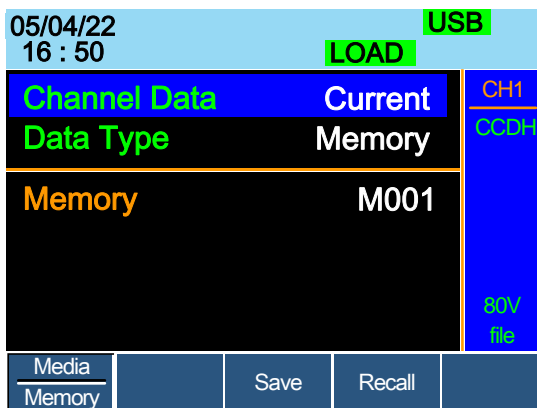 05/04/22 USB
16 : 50 LOAD
Channel Data Current CH1
Data Type Memory CCDH
Memory M001
80V
file
Media
Memory Save Recall